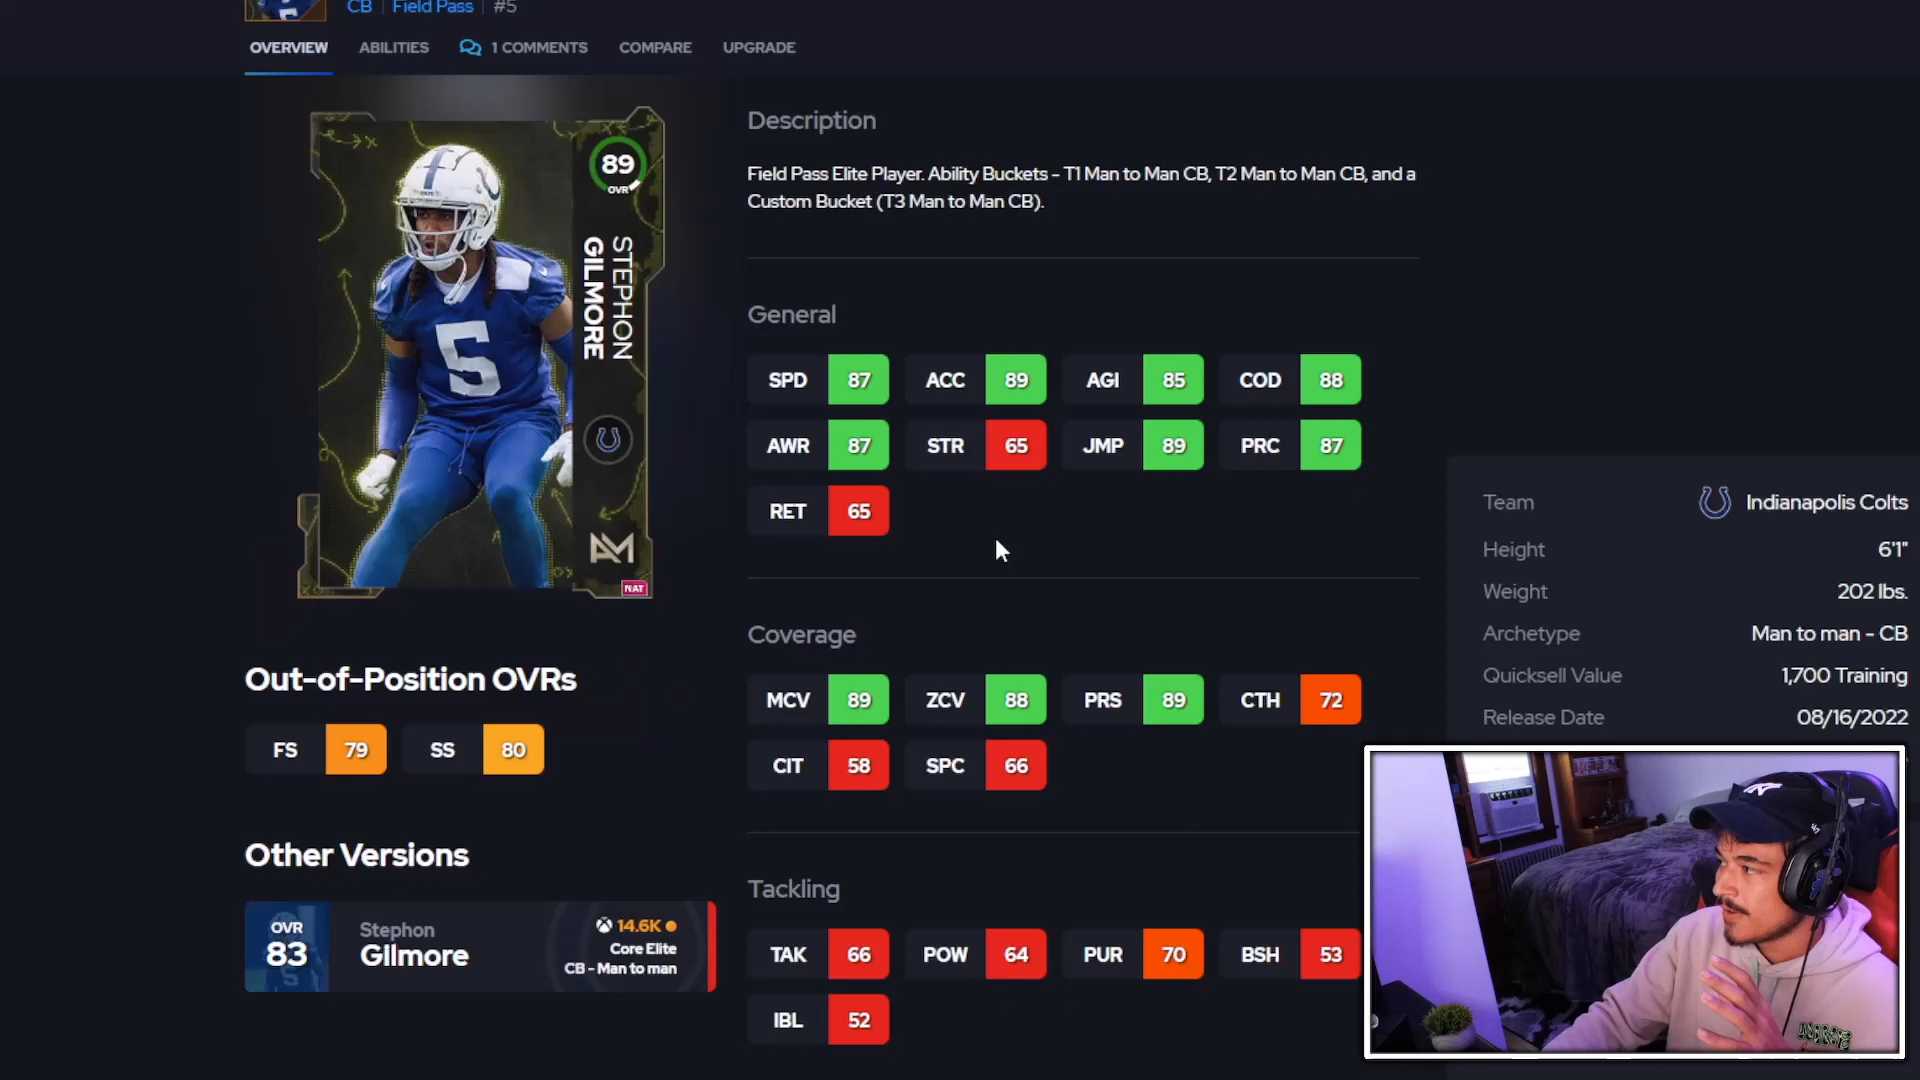 CB | Field Pass | #5
OVERVIEW ABILITIES 1 COMMENTS COMPARE UPGRADE
89
OVR
STEPHON
GILMORE
5
NAT
Description
Field Pass Elite Player. Ability Buckets - T1 Man to Man CB, T2 Man to Man CB, and a
Custom Bucket (T3 Man to Man CB).
General
SPD 87 ACC 89 AGI 85 COD 88
AWR 87 STR 65 JMP 89 PRC 87
RET 65
Coverage
MCV 89 ZCV 88 PRS 89 CTH 72
CIT 58 SPC 66
Tackling
TAK 66 POW 64 PUR 70 BSH 53
IBL 52
Out-of-Position OVRs
FS 79 SS 80
Other Versions
OVR
83
Stephon
Gilmore
14.6K
Core Elite
CB - Man to man
Team Indianapolis Colts
Height 6'1"
Weight 202 lbs.
Archetype Man to man - CB
Quicksell Value 1,700 Training
Release Date 08/16/2022